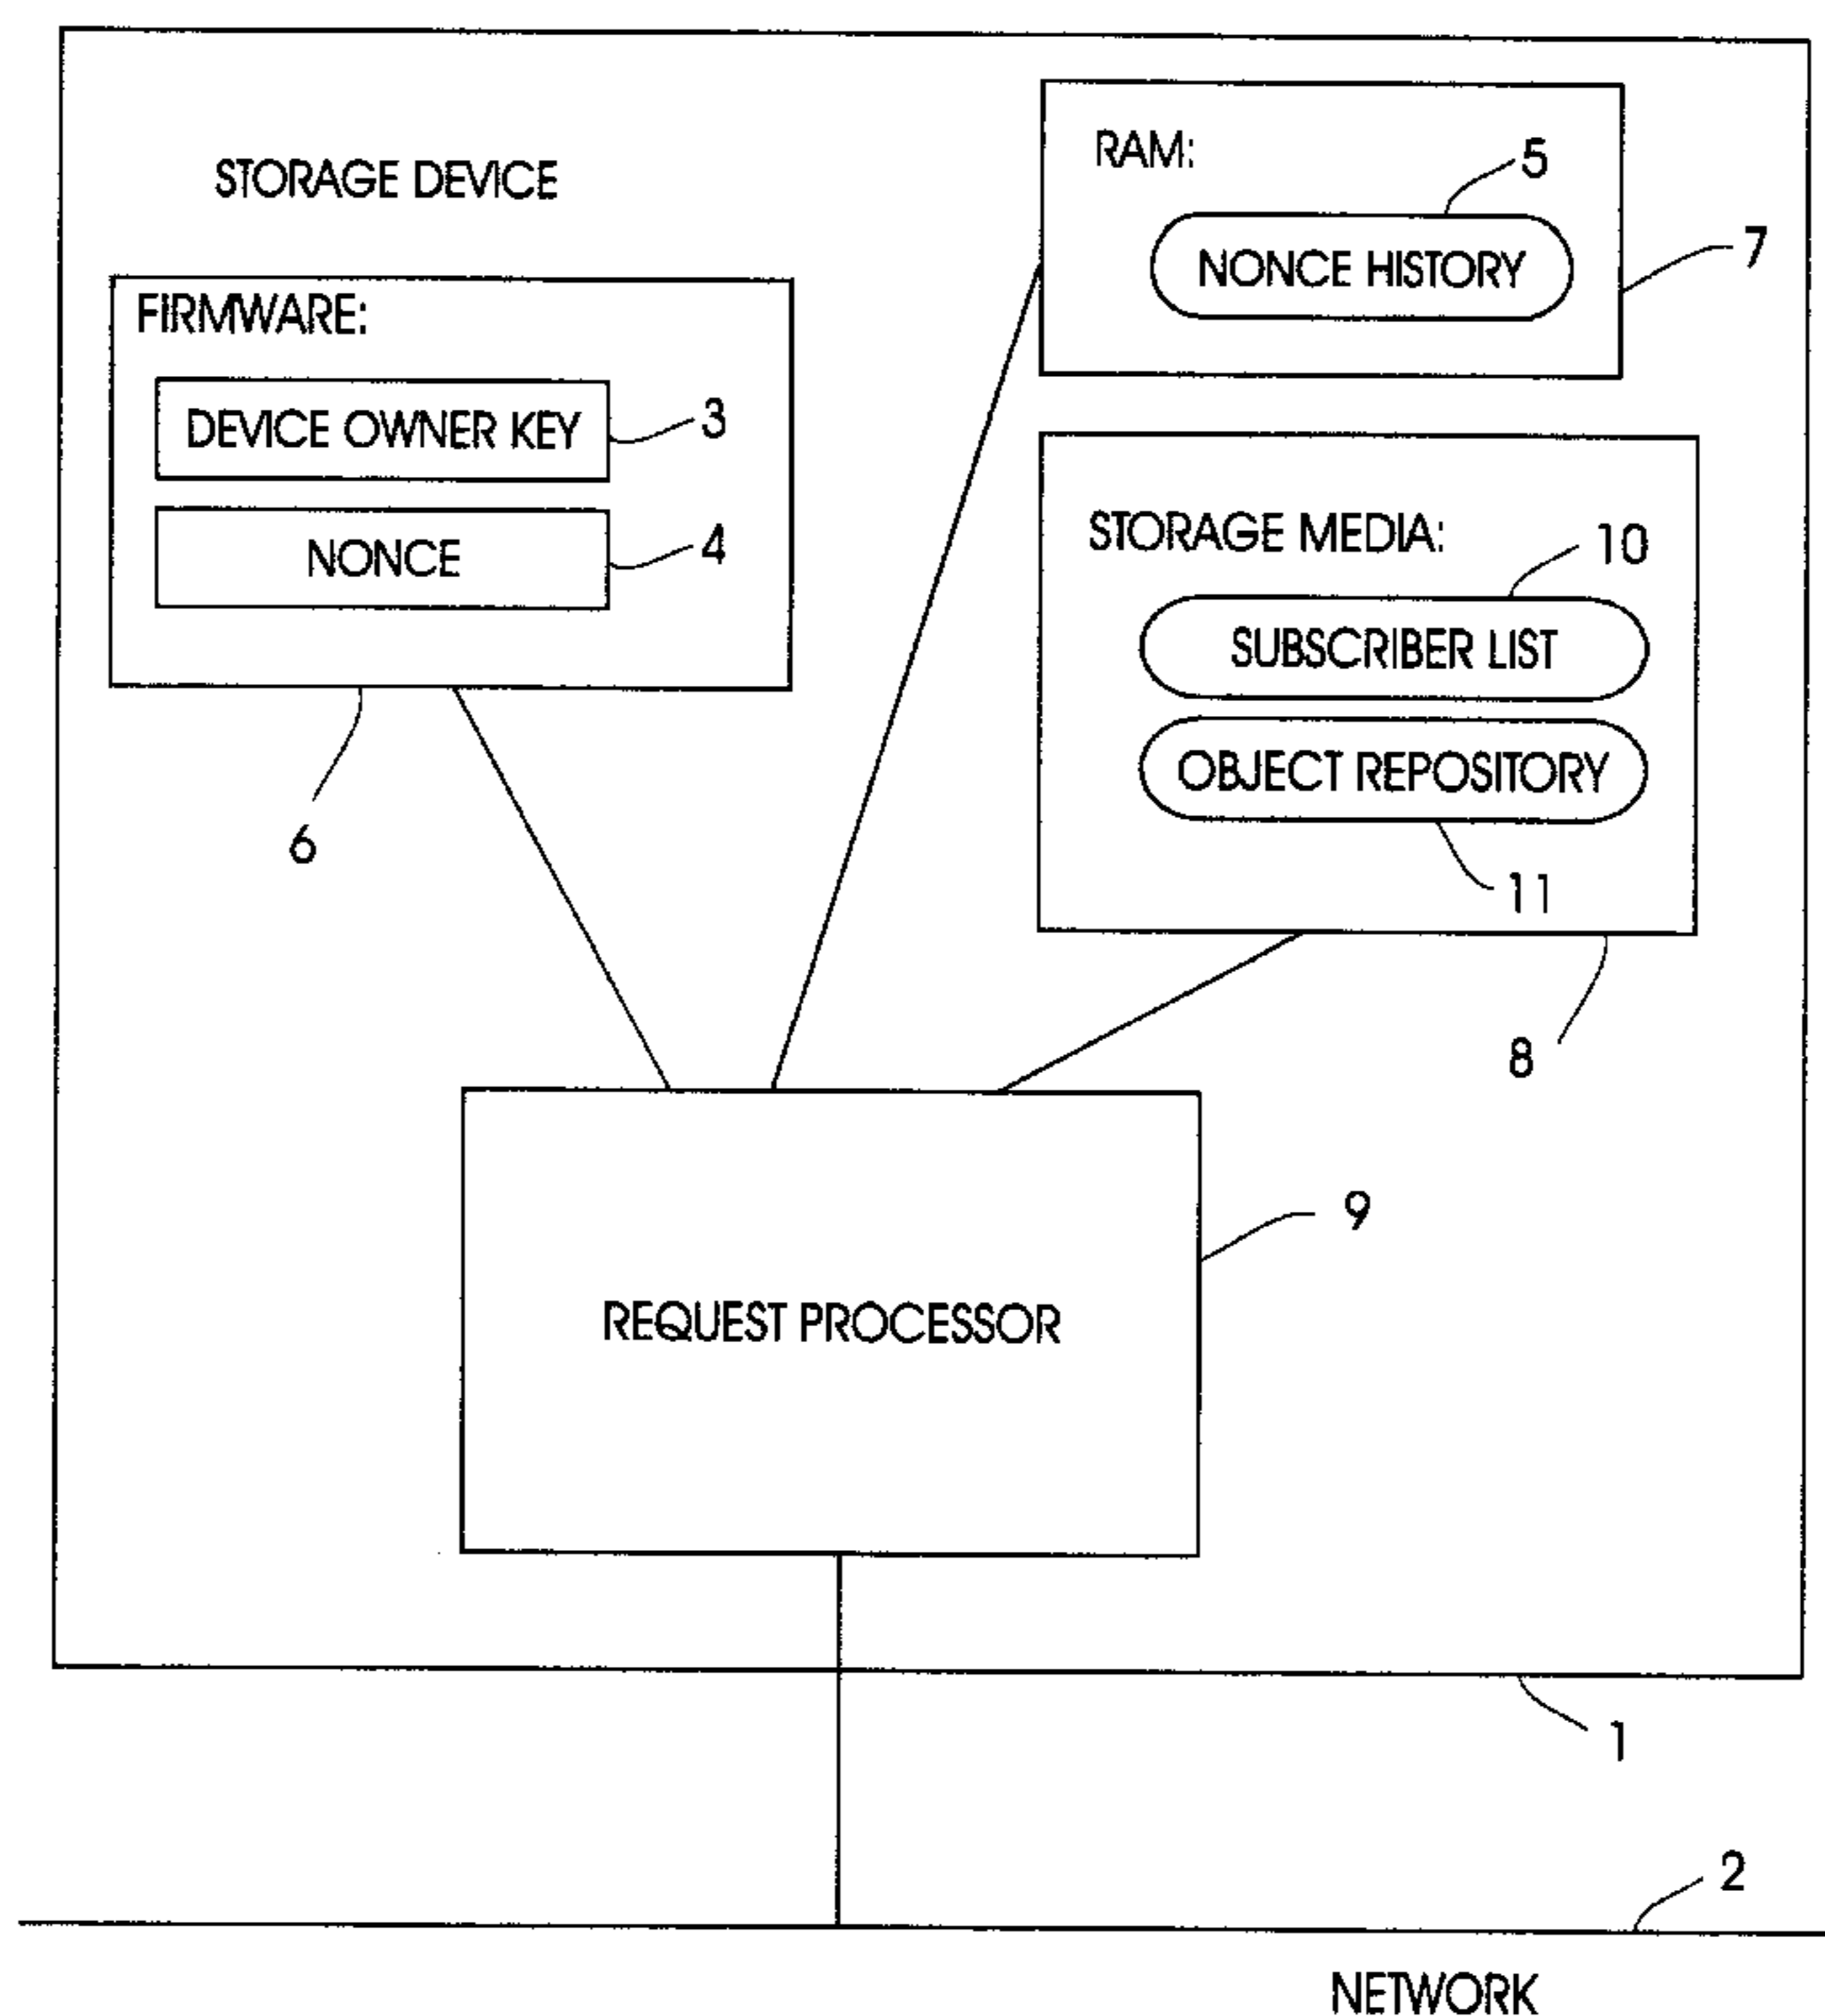 STORAGE DEVICE
RAM:
5
NONCE HISTORY
7
FIRMWARE:
DEVICE OWNER KEY
3
NONCE
4
6
STORAGE MEDIA:
10
SUBSCRIBER LIST
OBJECT REPOSITORY
11
8
REQUEST PROCESSOR
9
1
2
NETWORK